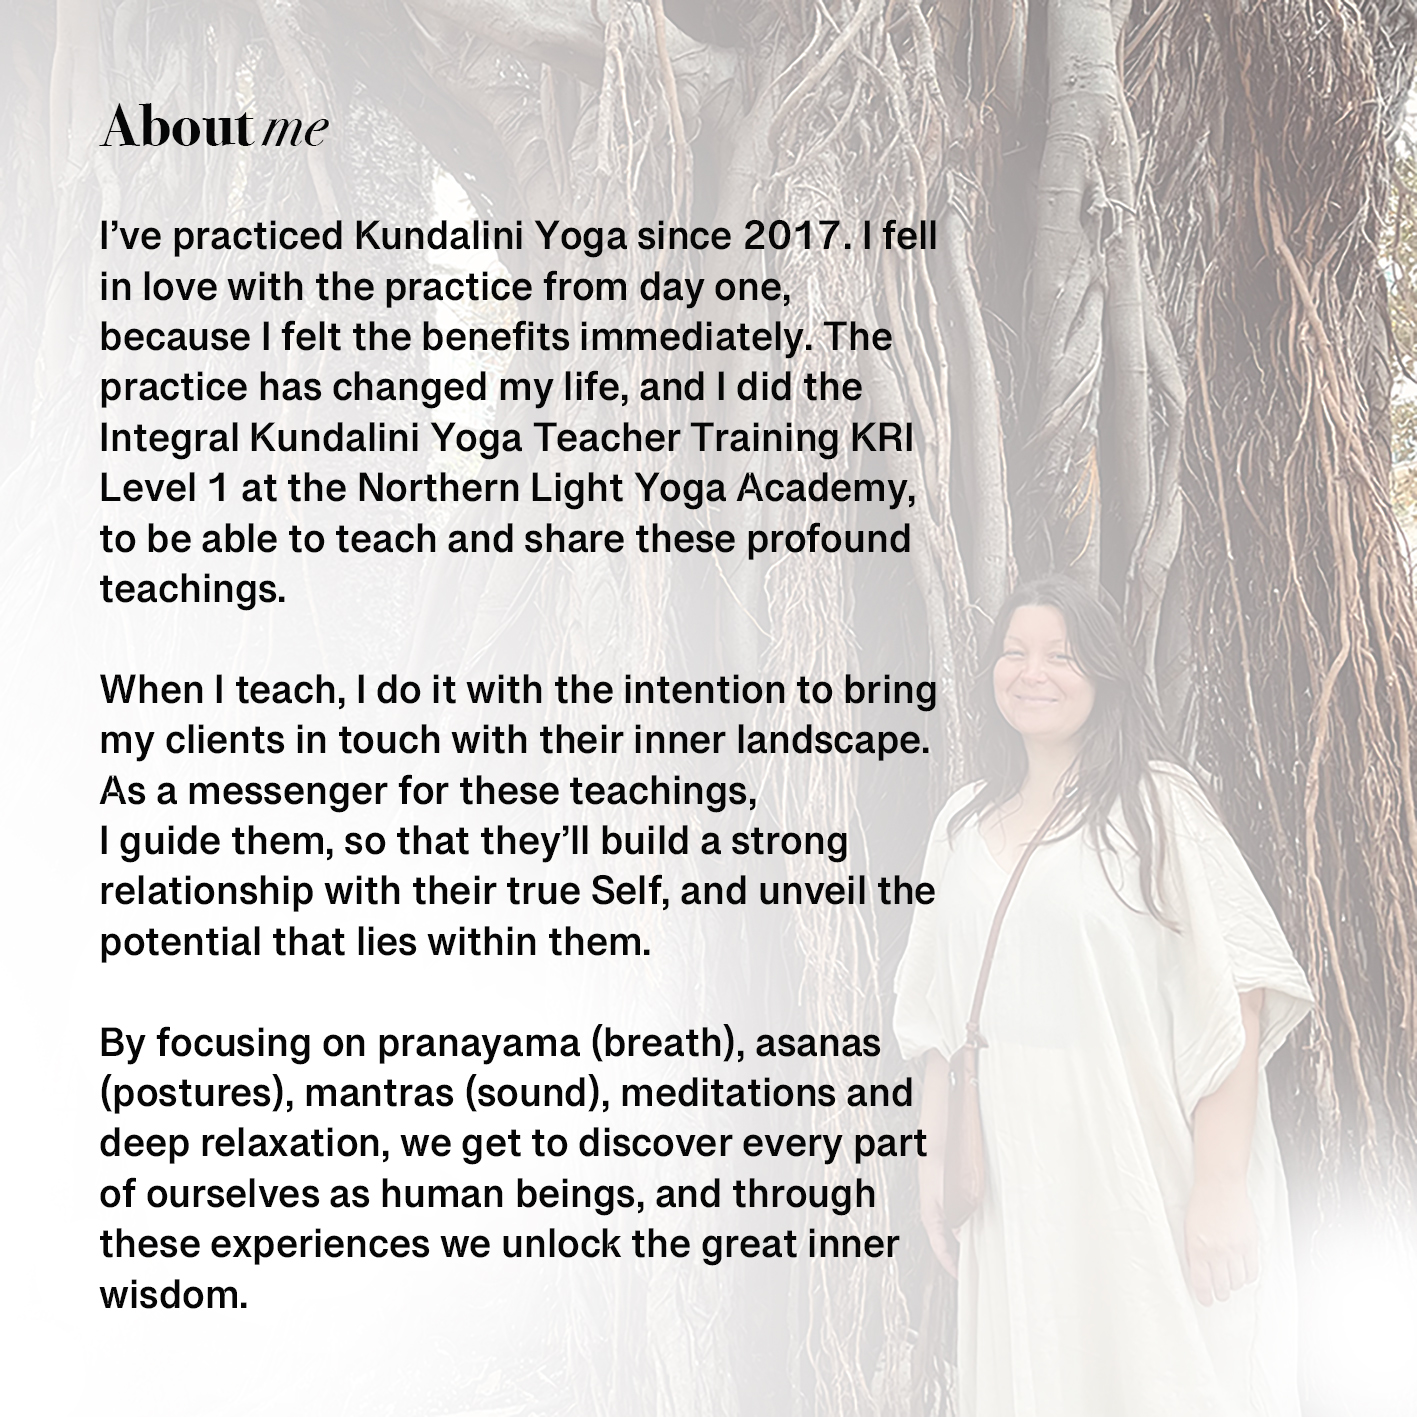 About me
I’ve practiced Kundalini Yoga since 2017. I fell
in love with the practice from day one,
because I felt the benefits immediately. The
practice has changed my life, and I did the
Integral Kundalini Yoga Teacher Training KRI
Level 1 at the Northern Light Yoga Academy,
to be able to teach and share these profound
teachings.
When I teach, I do it with the intention to bring
my clients in touch with their inner landscape.
As a messenger for these teachings,
I guide them, so that they’ll build a strong
relationship with their true Self, and unveil the
potential that lies within them.
By focusing on pranayama (breath), asanas
(postures), mantras (sound), meditations and
deep relaxation, we get to discover every part
of ourselves as human beings, and through
these experiences we unlock the great inner
wisdom.